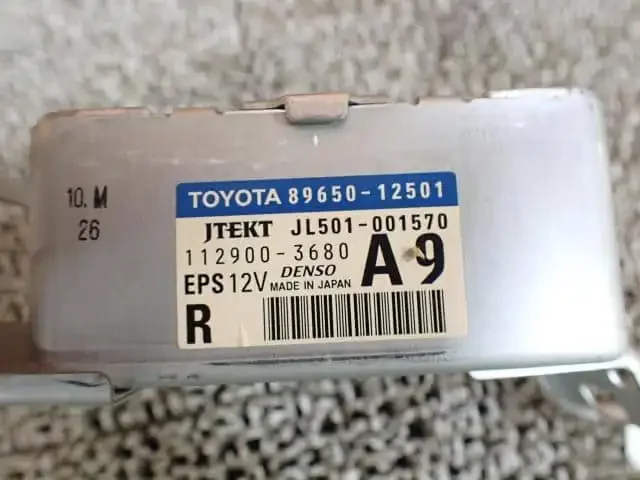 10. M
26
TOYOTA 89650-12501
JTEKT JL501-001570
112900-3680 A9
EPS 12V DENSO
MADE IN JAPAN
R